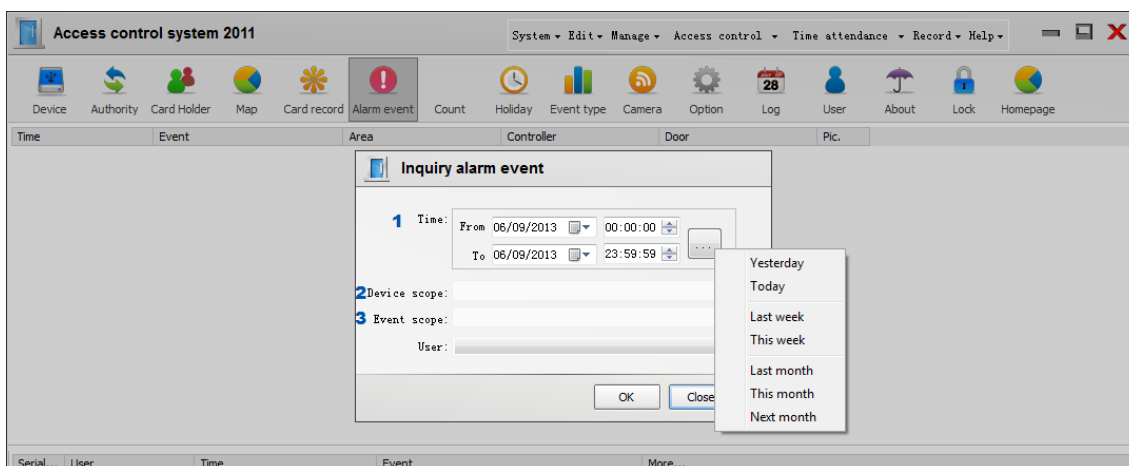 Access control system 2011
System Edit Manage Access control Time attendance Record Help
Device Authority Card Holder Map Card record Alarm event Count Holiday Event type Camera Option Log User About Lock Homepage
28
Time Event Area Controller Door Pic.
Inquiry alarm event
1 Time: From 06/09/2013 00:00:00
To 06/09/2013 23:59:59 ...
Yesterday
Today
2 Device scope:
Last week
3 Event scope:
This week
User:
Last month
OK Close This month
Next month
Serial... User Time Event More...